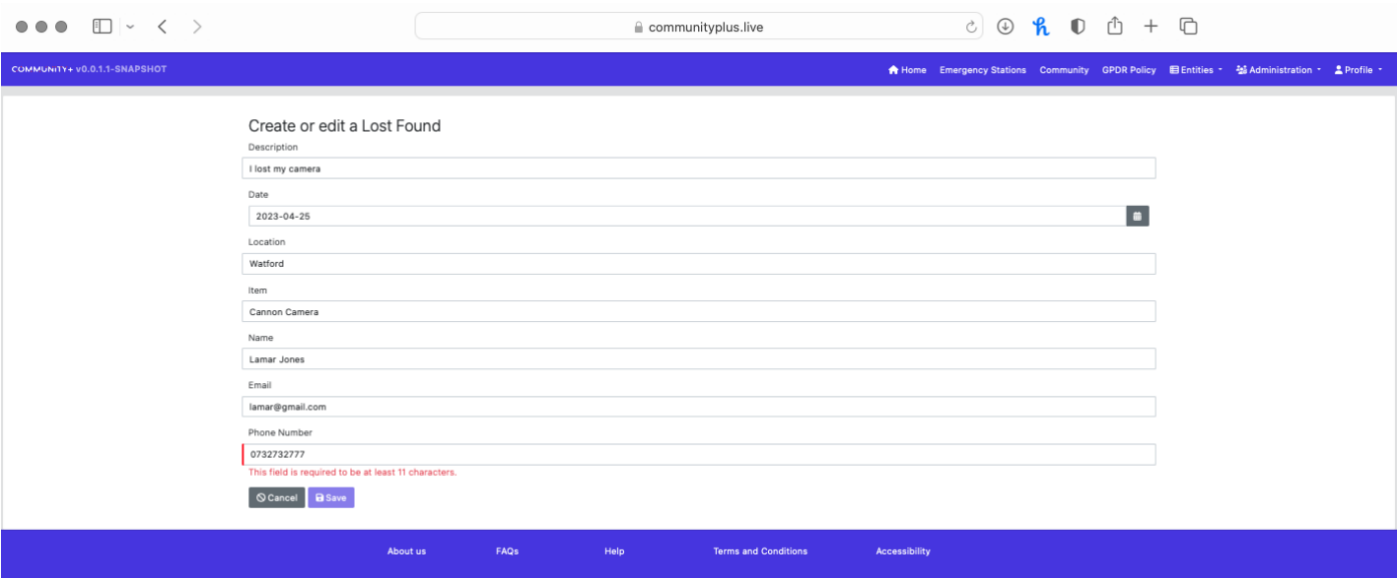 communityplus.live
COMMUNITY+ v0.0.1.1-SNAPSHOT
Home Emergency Stations Community GPDR Policy Entities Administration Profile
Create or edit a Lost Found
Description
I lost my camera
Date
2023-04-25
Location
Watford
Item
Cannon Camera
Name
Lamar Jones
Email
lamar@gmail.com
Phone Number
0732732777
This field is required to be at least 11 characters.
Cancel Save
About us FAQs Help Terms and Conditions Accessibility